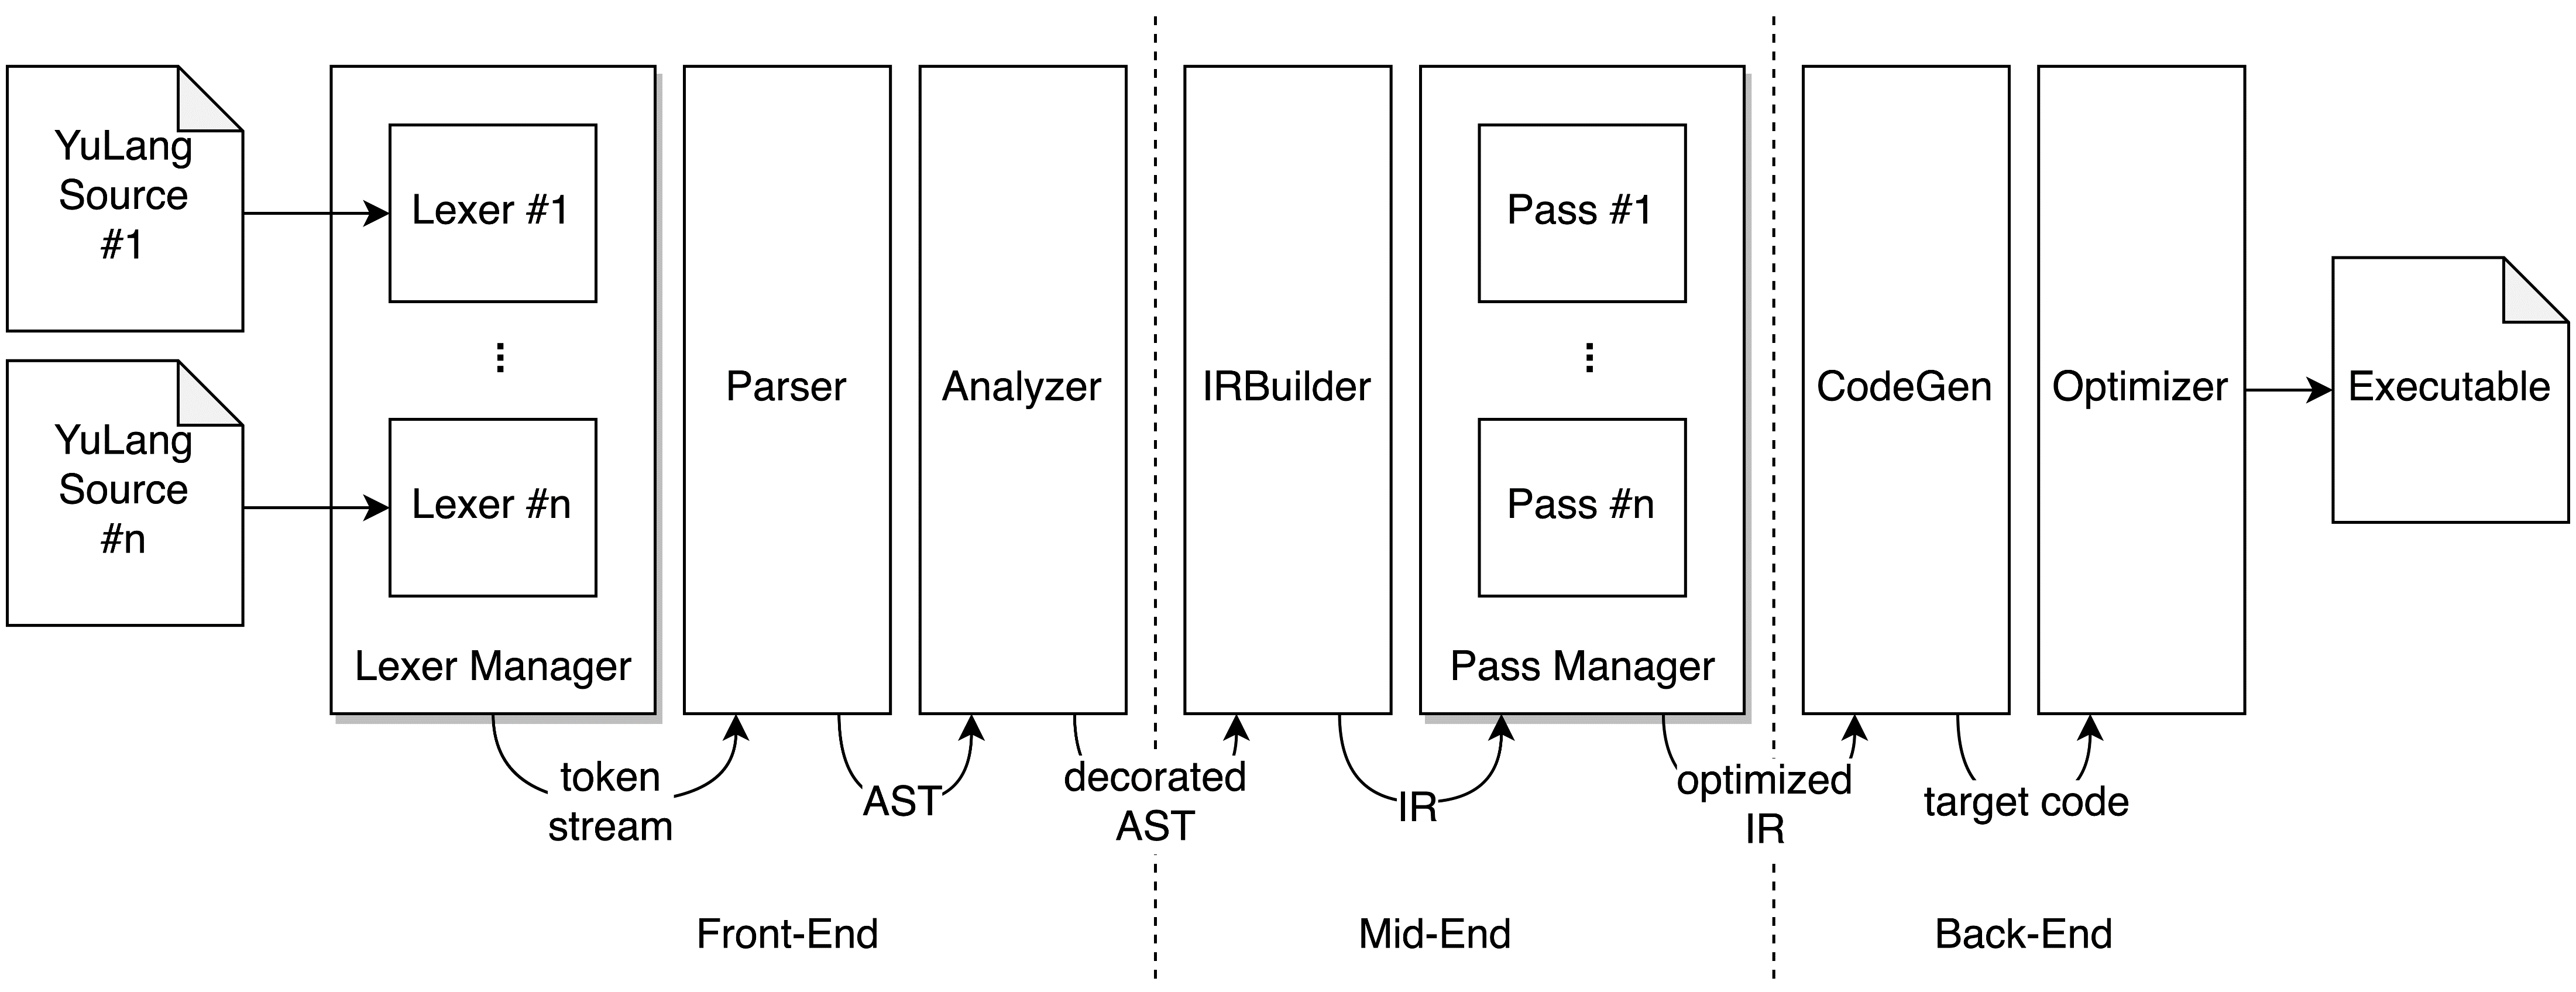 YuLang
Source
#1
YuLang
Source
#n
Lexer #1
⋮
Lexer #n
Lexer Manager
Parser
Analyzer
IRBuilder
Pass #1
⋮
Pass #n
Pass Manager
CodeGen
Optimizer
Executable
token
stream
AST
decorated
AST
IR
optimized
IR
target code
Front-End
Mid-End
Back-End